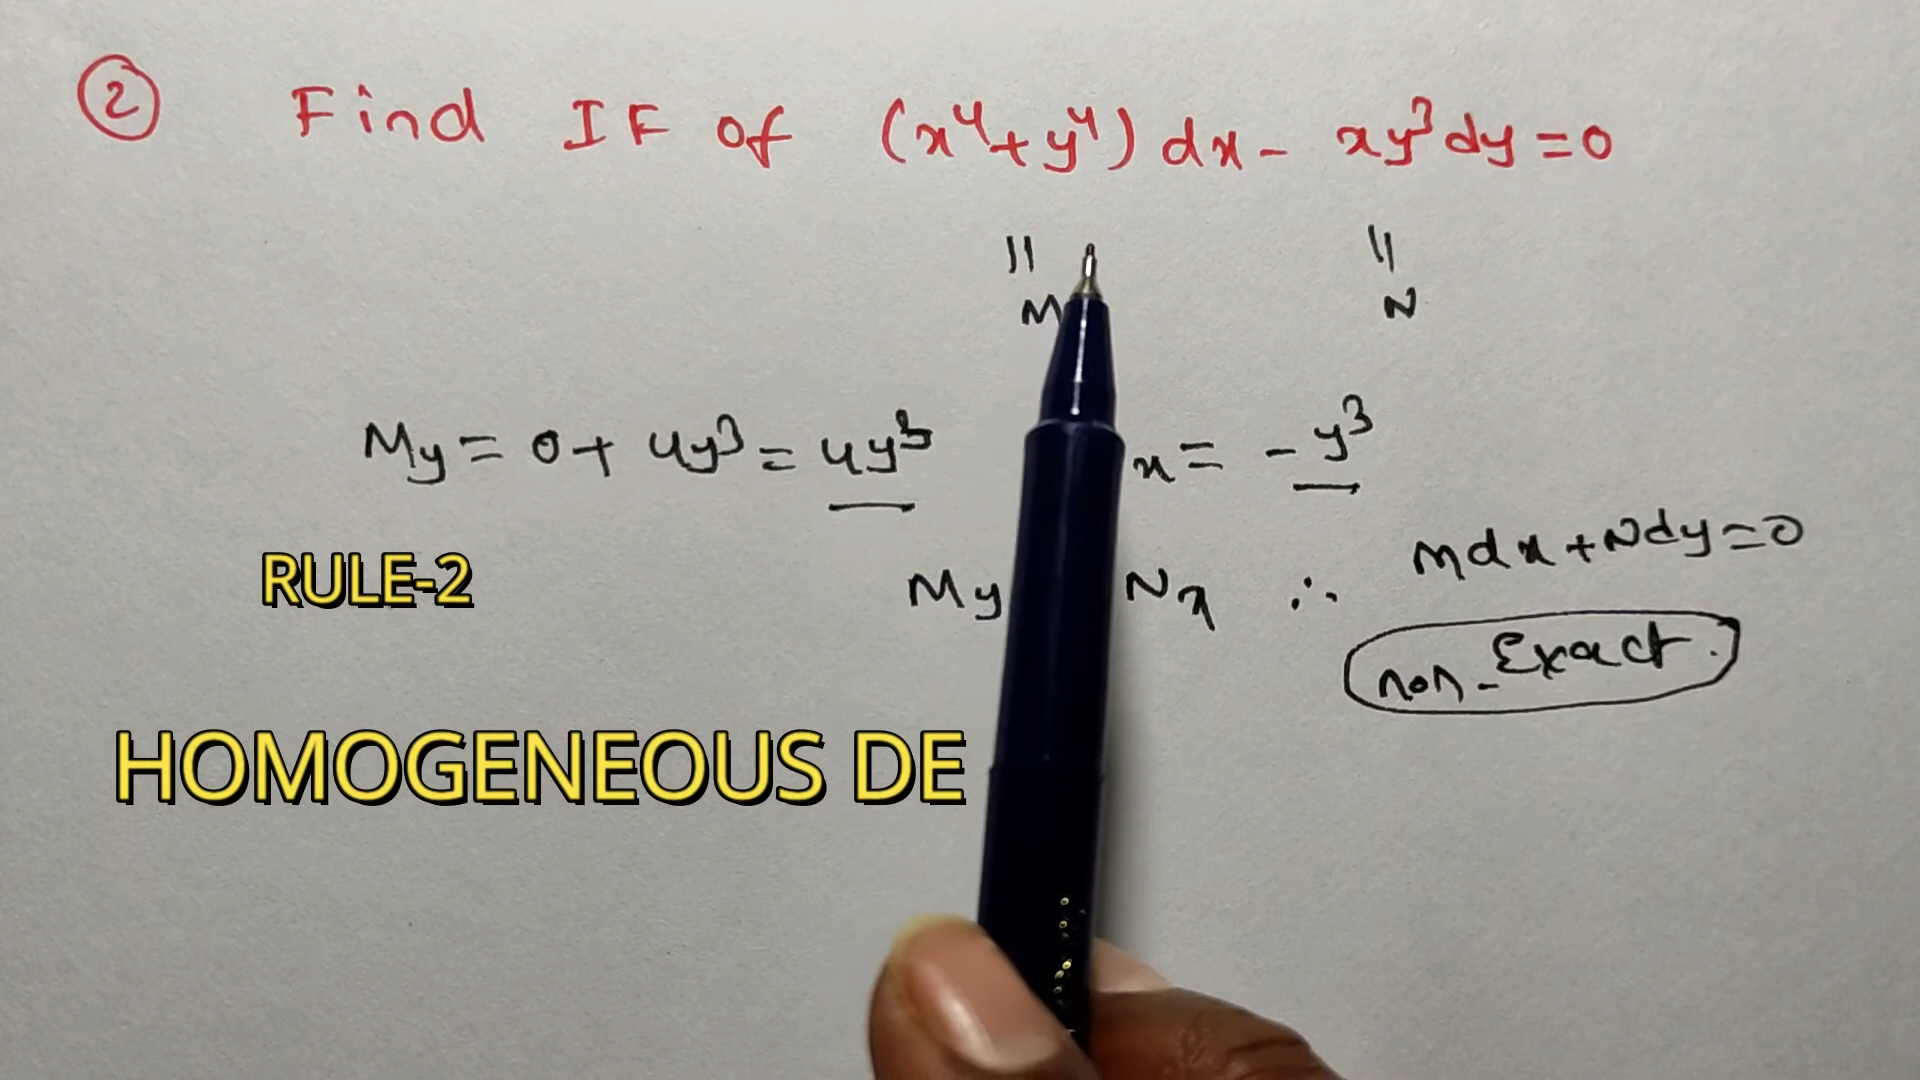 ② Find IF of (x⁴+y⁴) dx - xy³dy=0
|| ||
M N
My = 0 + 4y³ = 4y³ x = -y³
Mdx+Ndy=0
RULE-2
My Nx ∴
non-Exact.
HOMOGENEOUS DE